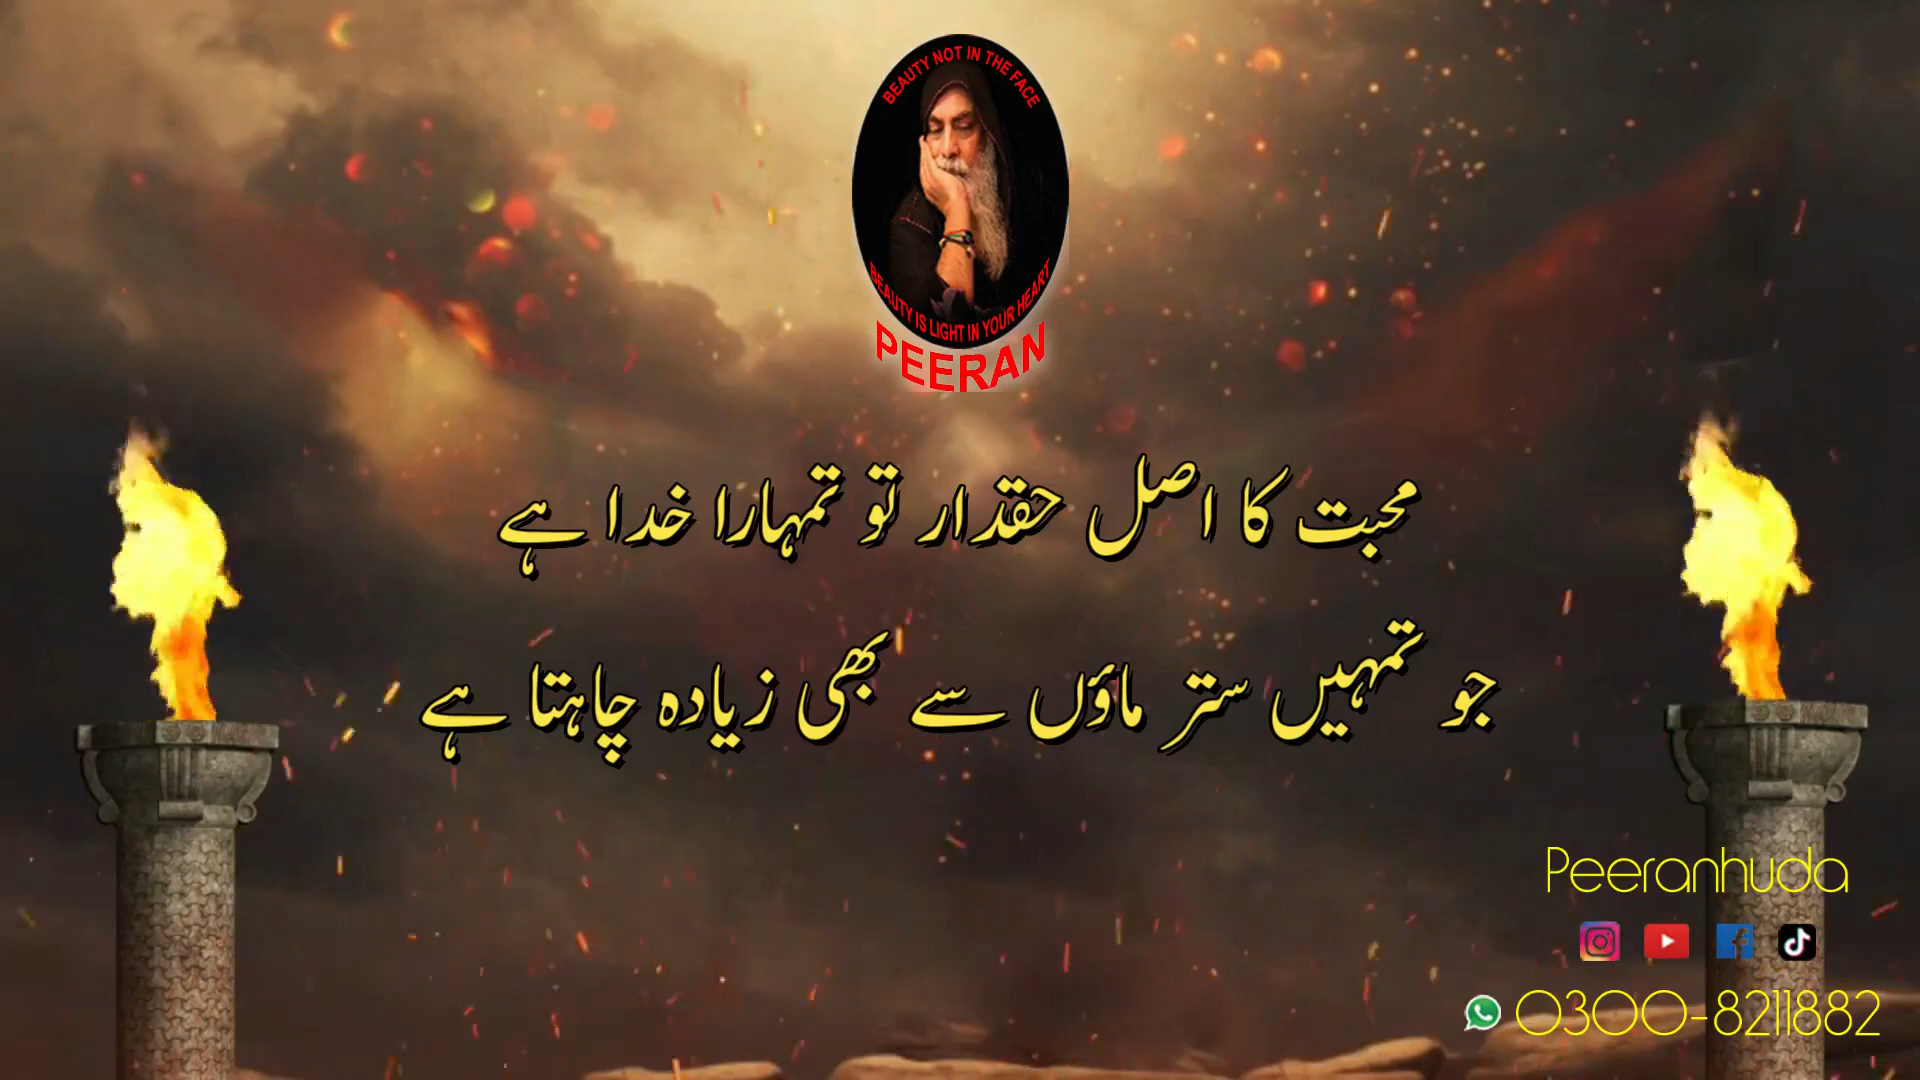 BEAUTY NOT IN THE FACE
BEAUTY IS LIGHT IN YOUR HEART
PEERAN
محبت کا اصل حقدار تو تمہارا خدا ہے
جو تمہیں ستر ماؤں سے بھی زیادہ چاہتا ہے
Peeranhuda
0300-8211882